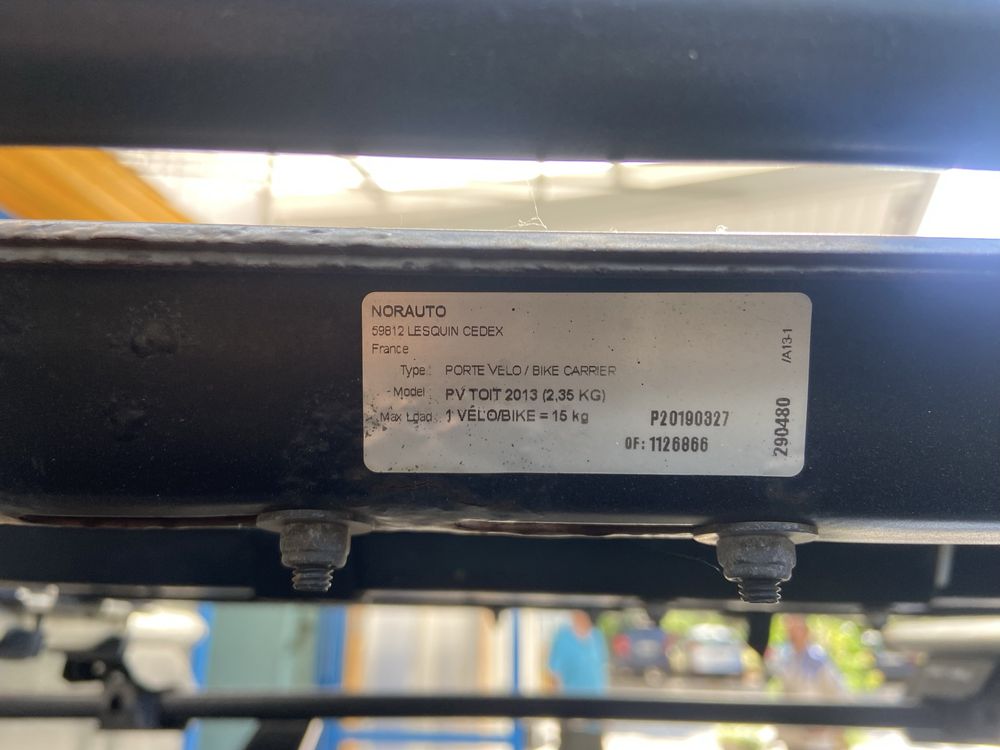 NORAUTO
59812 LESQUIN CEDEX
France
Type : PORTE VELO / BIKE CARRIER
Model : PV TOIT 2013 (2,35 KG)
Max Load : 1 VÉLO/BIKE = 15 kg
P20190327
OF: 1126866
290480
/A13-1